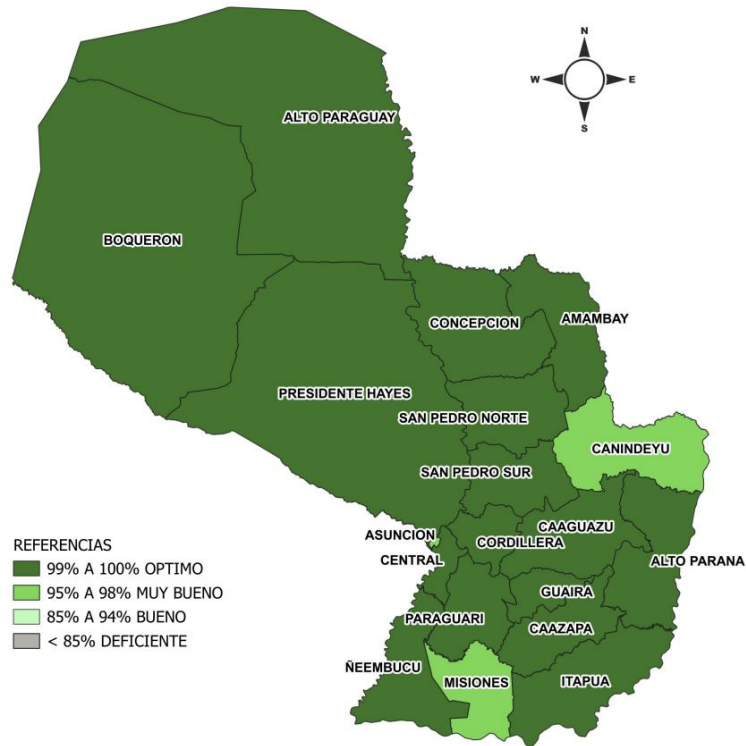 N
W E
S
ALTO PARAGUAY
BOQUERON
CONCEPCION
AMAMBAY
PRESIDENTE HAYES
SAN PEDRO NORTE
CANINDEYU
SAN PEDRO SUR
ASUNCION
CAAGUAZU
CORDILLERA
CENTRAL
ALTO PARANA
GUAIRA
PARAGUARI
CAAZAPA
ÑEEMBUCU
MISIONES
ITAPUA
REFERENCIAS
99% A 100% OPTIMO
95% A 98% MUY BUENO
85% A 94% BUENO
< 85% DEFICIENTE